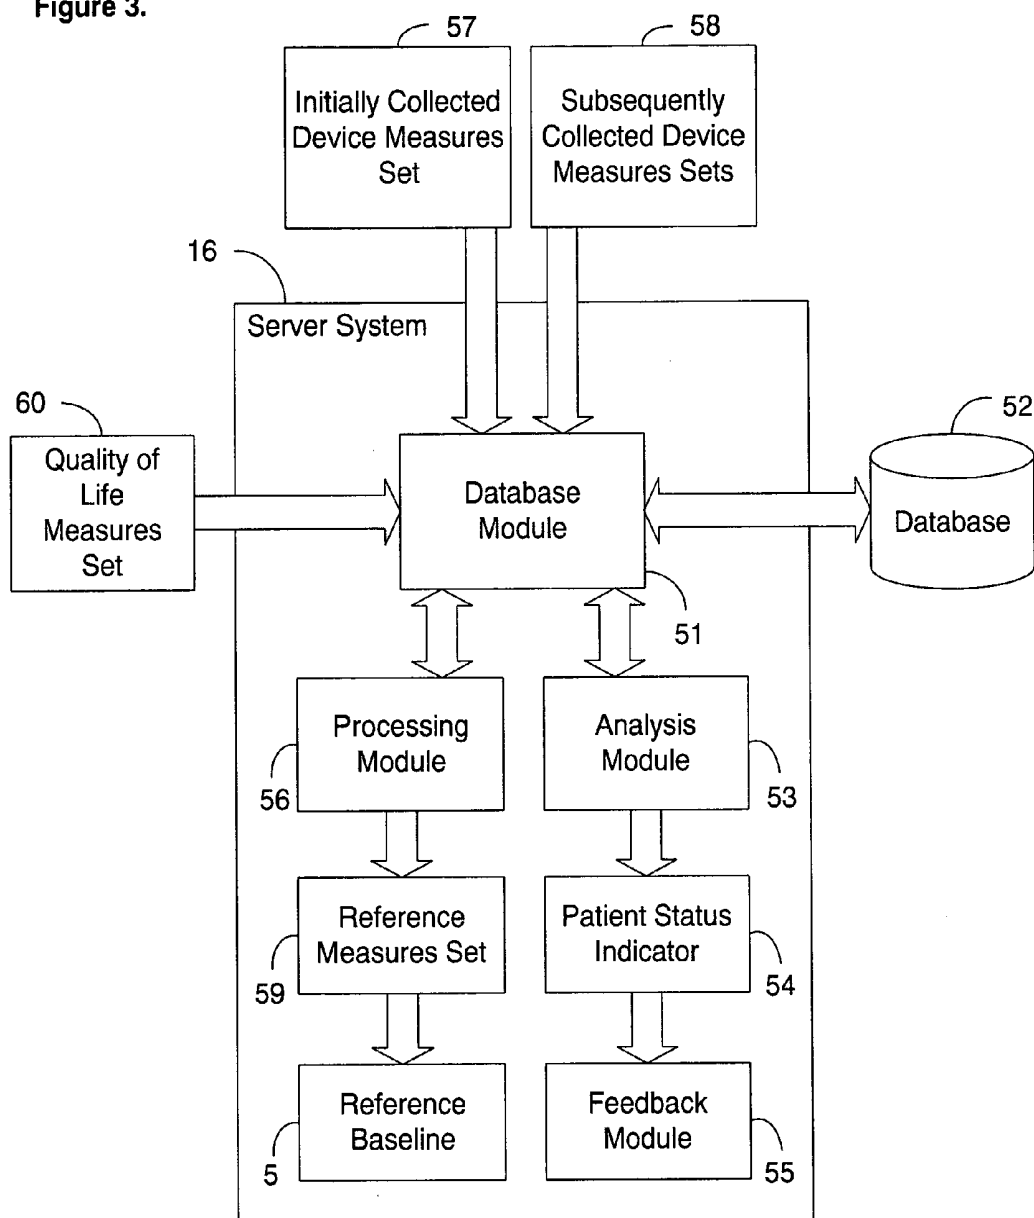 Figure 3.
57
58
Initially Collected
Device Measures
Set
Subsequently
Collected Device
Measures Sets
16
Server System
60
Quality of
Life
Measures
Set
Database
Module
52
Database
51
Processing
Module
56
Analysis
Module
53
Reference
Measures Set
59
Patient Status
Indicator
54
Reference
Baseline
5
Feedback
Module
55